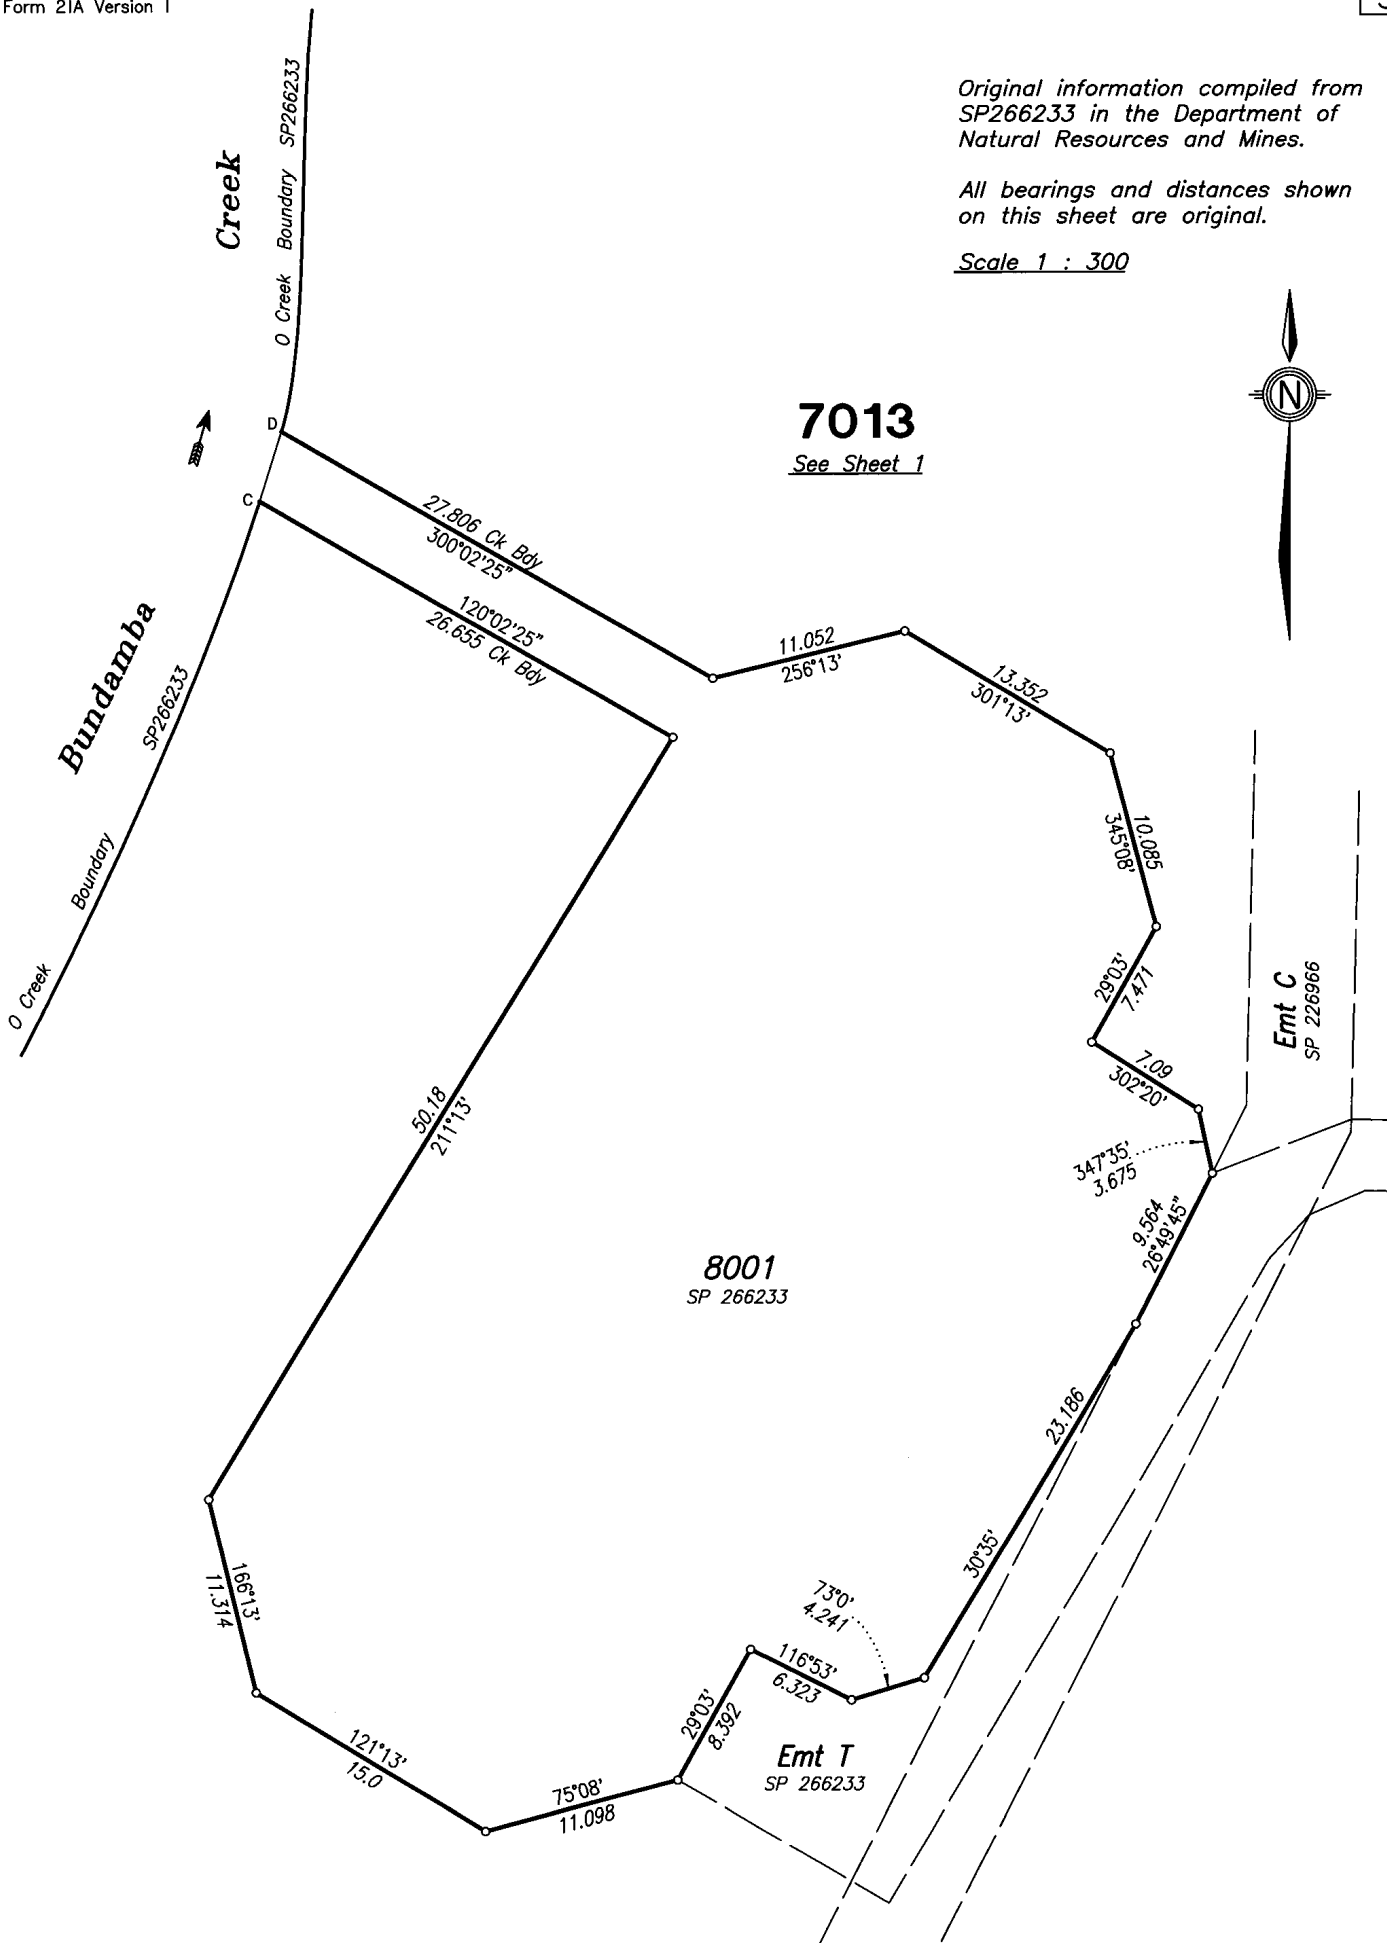 Form 21A Version 1
Original information compiled from
SP266233 in the Department of
Natural Resources and Mines.
All bearings and distances shown
on this sheet are original.
Scale 1 : 300
N
Creek
O Creek Boundary SP266233
D
C
7013
See Sheet 1
27.806 Ck Bdy
300°02'25"
120°02'25"
26.655 Ck Bdy
Bundamba
O Creek Boundary SP266233
11.052
256°13'
13.352
301°13'
10.085
345°08'
29°03'
7.471
7.09
302°20'
347°35'
3.675
Emt C
SP 226966
9.564
26°49'45"
50.18
211°13'
8001
SP 266233
23.186
30°35'
73°0'
4.241
116°53'
6.323
29°03'
8.392
Emt T
SP 266233
166°13'
11.314
121°13'
15.0
75°08'
11.098